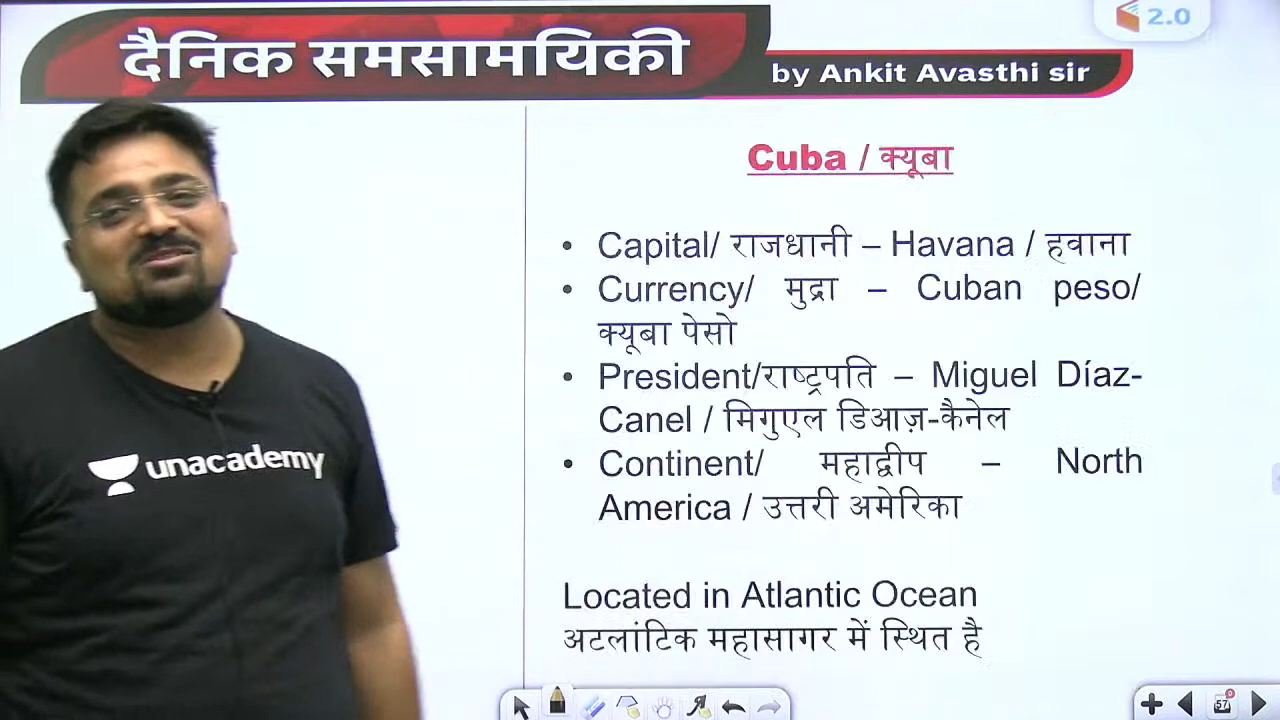 दैनिक समसामयिकी
by Ankit Avasthi sir
2.0
Cuba / क्यूबा
• Capital/ राजधानी – Havana / हवाना
• Currency/ मुद्रा – Cuban peso/
क्यूबा पेसो
• President/राष्ट्रपति – Miguel Díaz-
Canel / मिगुएल डिआज़-कैनेल
• Continent/ महाद्वीप – North
America / उत्तरी अमेरिका
Located in Atlantic Ocean
अटलांटिक महासागर में स्थित है
unacademy
57